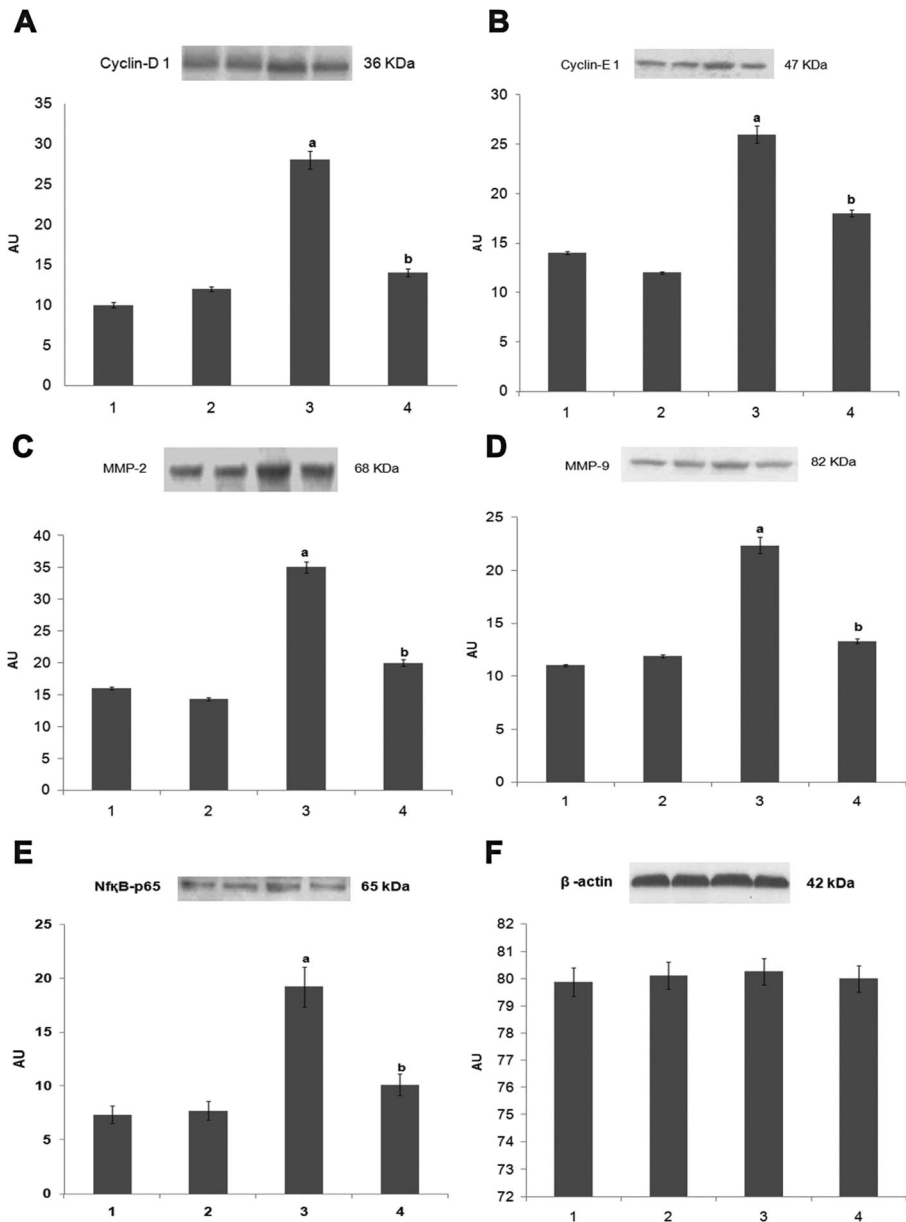 A
Cyclin-D 1 36 KDa
35
30
25
20
15
10
5
0
AU
a
b
1 2 3 4
B
Cyclin-E 1 47 KDa
30
25
20
15
10
5
0
AU
a
b
1 2 3 4
C
MMP-2 68 KDa
40
35
30
25
20
15
10
5
0
AU
a
b
1 2 3 4
D
MMP-9 82 KDa
25
20
15
10
5
0
AU
a
b
1 2 3 4
E
NfқB-p65 65 kDa
25
20
15
10
5
0
AU
a
b
1 2 3 4
F
β -actin 42 kDa
82
81
80
79
78
77
76
75
74
73
72
AU
1 2 3 4